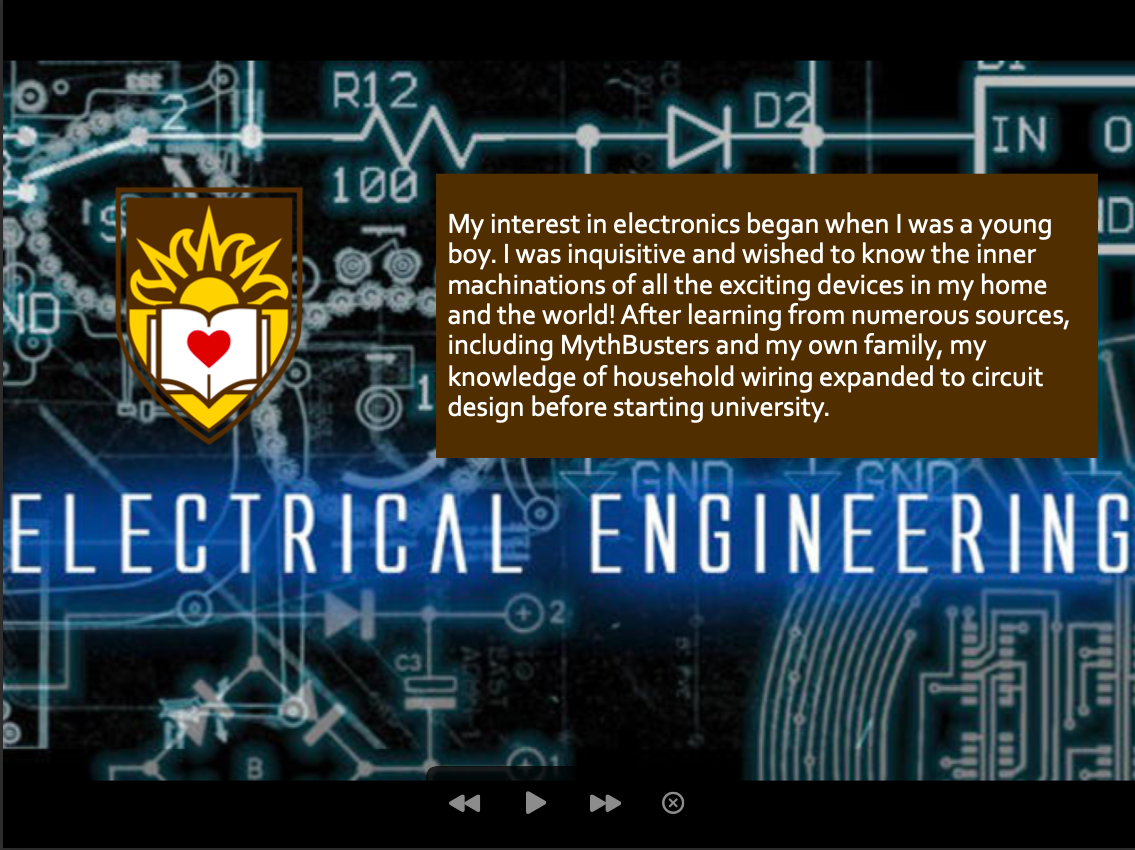 R12
D2
2
IN
100
My interest in electronics began when I was a young
boy. I was inquisitive and wished to know the inner
machinations of all the exciting devices in my home
and the world! After learning from numerous sources,
including MythBusters and my own family, my
knowledge of household wiring expanded to circuit
design before starting university.
GND GND
ELECTRICAL ENGINEERING
2
C3
B
1